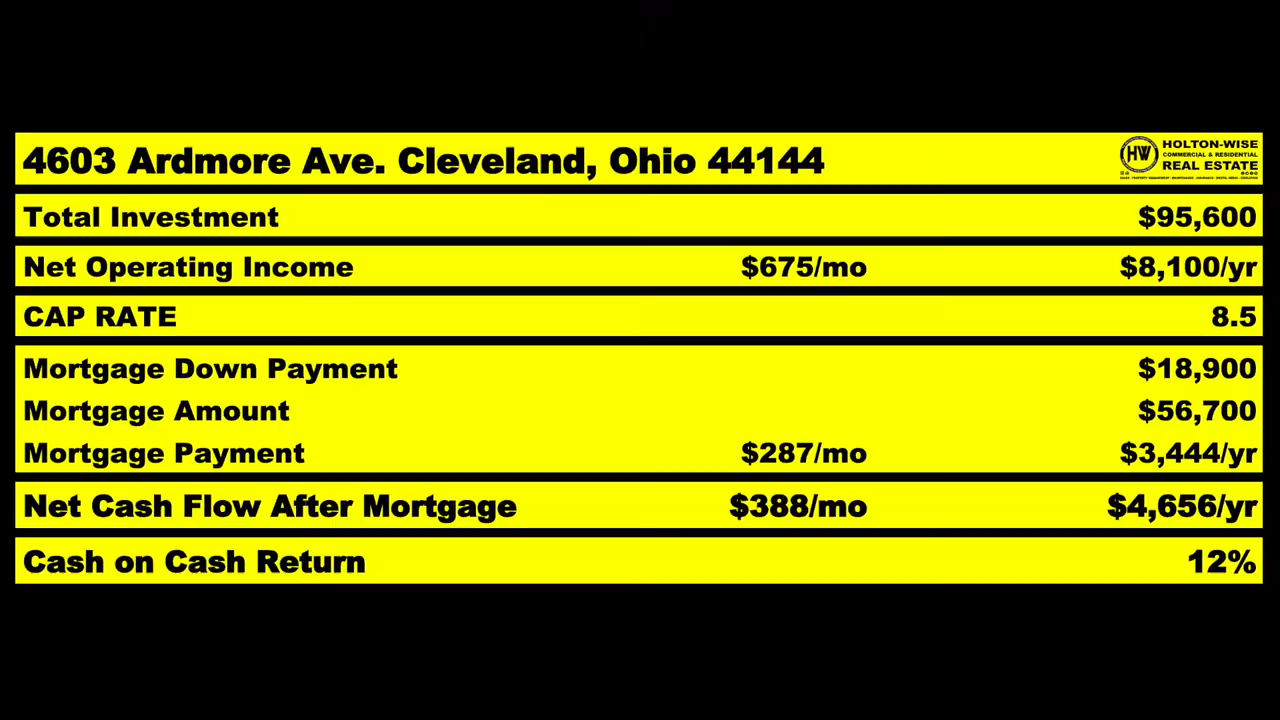 4603 Ardmore Ave. Cleveland, Ohio 44144
HW
HOLTON-WISE
COMMERCIAL & RESIDENTIAL
REAL ESTATE
Total Investment $95,600
Net Operating Income $675/mo $8,100/yr
CAP RATE 8.5
Mortgage Down Payment $18,900
Mortgage Amount $56,700
Mortgage Payment $287/mo $3,444/yr
Net Cash Flow After Mortgage $388/mo $4,656/yr
Cash on Cash Return 12%